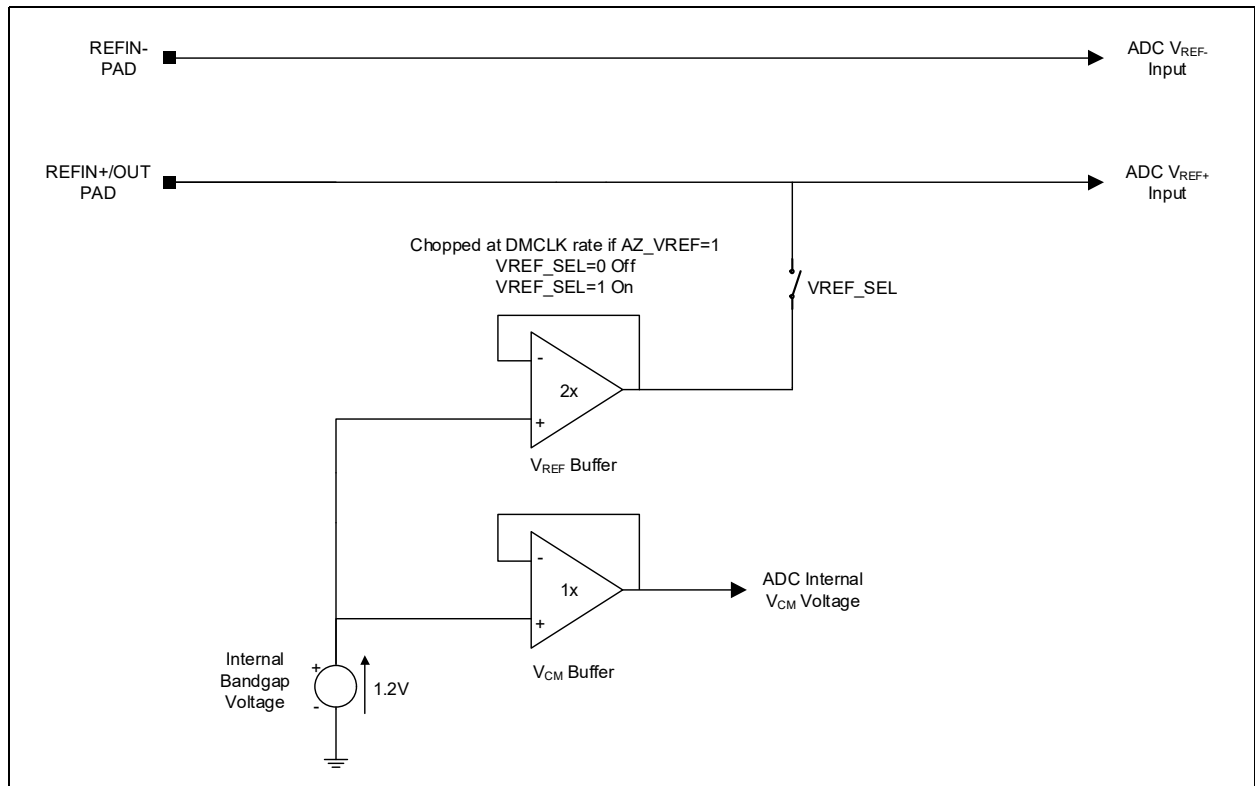 REFIN-
PAD
ADC VREF-
Input
REFIN+/OUT
PAD
ADC VREF+
Input
Chopped at DMCLK rate if AZ_VREF=1
VREF_SEL=0 Off
VREF_SEL=1 On
VREF_SEL
-
2x
+
VREF Buffer
-
1x
+
ADC Internal
VCM Voltage
VCM Buffer
Internal
Bandgap
Voltage
+
-
1.2V